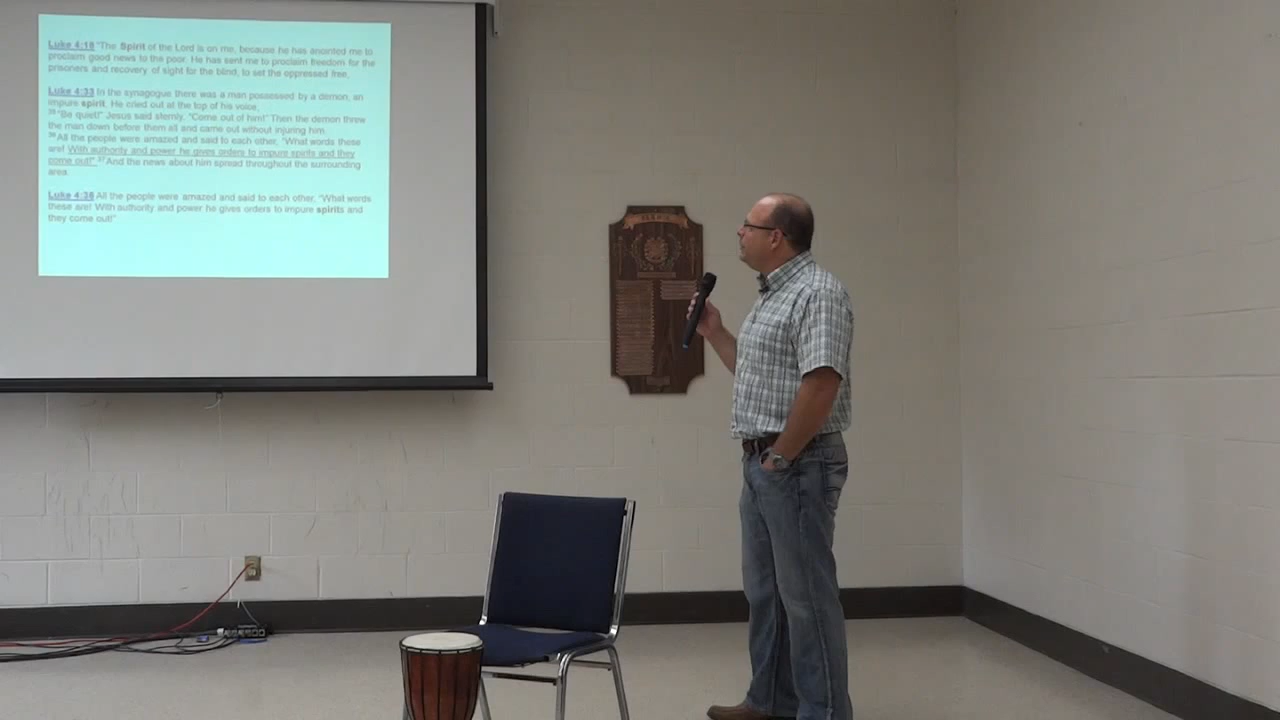 Luke 4:18 "The Spirit of the Lord is on me, because he has anointed me to
proclaim good news to the poor. He has sent me to proclaim freedom for the
prisoners and recovery of sight for the blind, to set the oppressed free,
Luke 4:33 In the synagogue there was a man possessed by a demon, an
impure spirit. He cried out at the top of his voice,
35 "Be quiet!" Jesus said sternly. "Come out of him!" Then the demon threw
the man down before them all and came out without injuring him.
36 All the people were amazed and said to each other, "What words these
are! With authority and power he gives orders to impure spirits and they
come out!" 37 And the news about him spread throughout the surrounding
area.
Luke 4:36 All the people were amazed and said to each other, "What words
these are! With authority and power he gives orders to impure spirits and
they come out!"